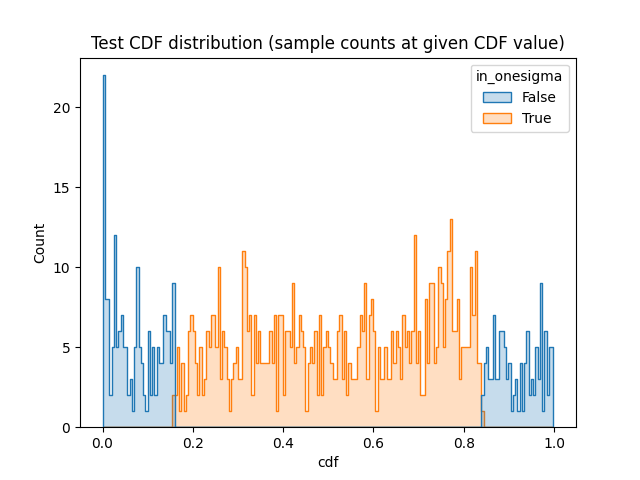 Test CDF distribution (sample counts at given CDF value)
in_onesigma
False
True
20
15
10
5
0
Count
0.0 0.2 0.4 0.6 0.8 1.0
cdf